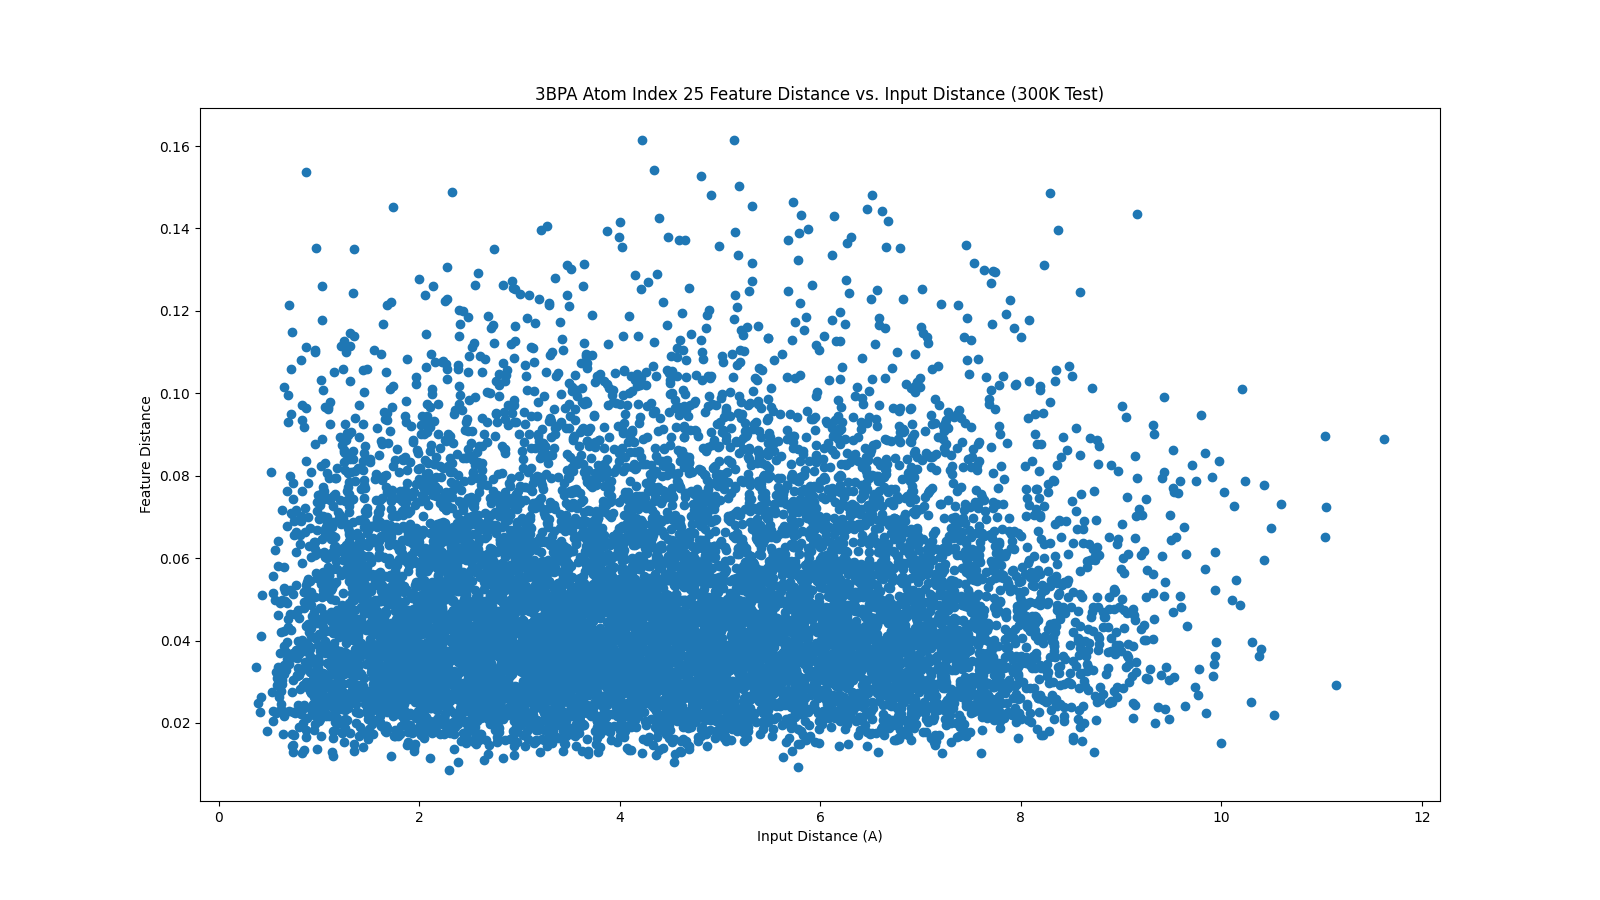 3BPA Atom Index 25 Feature Distance vs. Input Distance (300K Test)
0.16
0.14
0.12
0.10
0.08
0.06
0.04
0.02
Feature Distance
0 2 4 6 8 10 12
Input Distance (A)